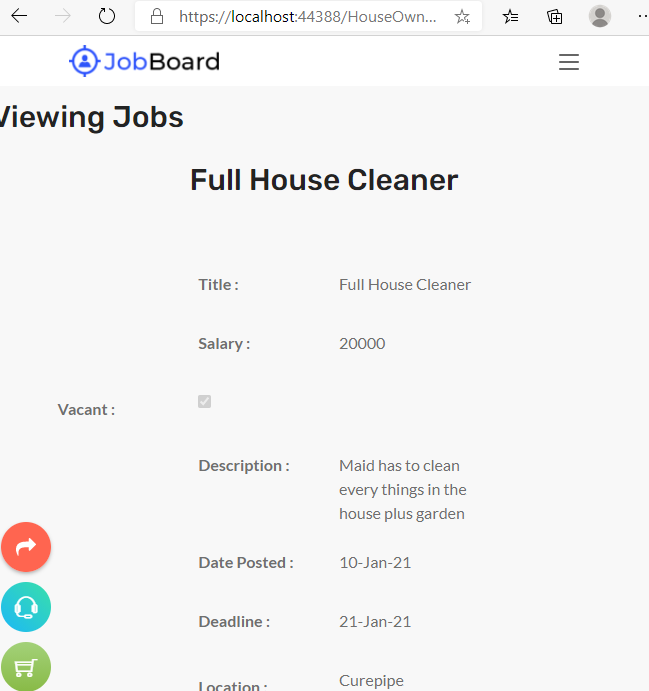 https://localhost:44388/HouseOwn...
JobBoard
Viewing Jobs
Full House Cleaner
Title : Full House Cleaner
Salary : 20000
Vacant :
Description : Maid has to clean
every things in the
house plus garden
Date Posted : 10-Jan-21
Deadline : 21-Jan-21
Location : Curepipe